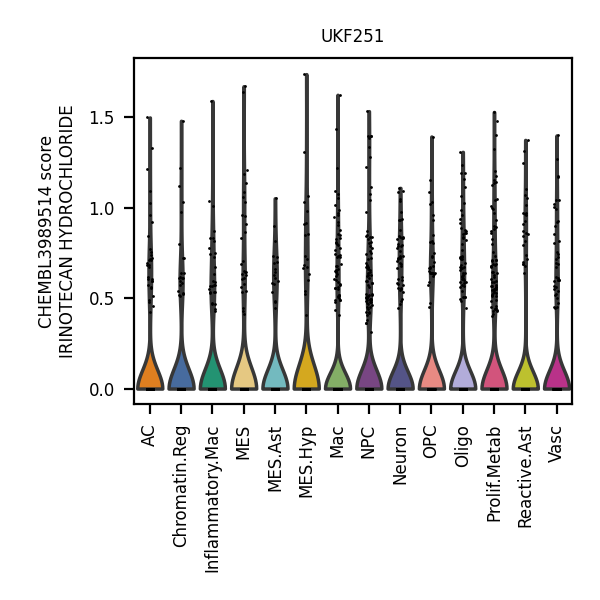 UKF251
CHEMBL3989514 score
IRINOTECAN HYDROCHLORIDE
1.5
1.0
0.5
0.0
AC
Chromatin.Reg
Inflammatory.Mac
MES
MES.Ast
MES.Hyp
Mac
NPC
Neuron
OPC
Oligo
Prolif.Metab
Reactive.Ast
Vasc